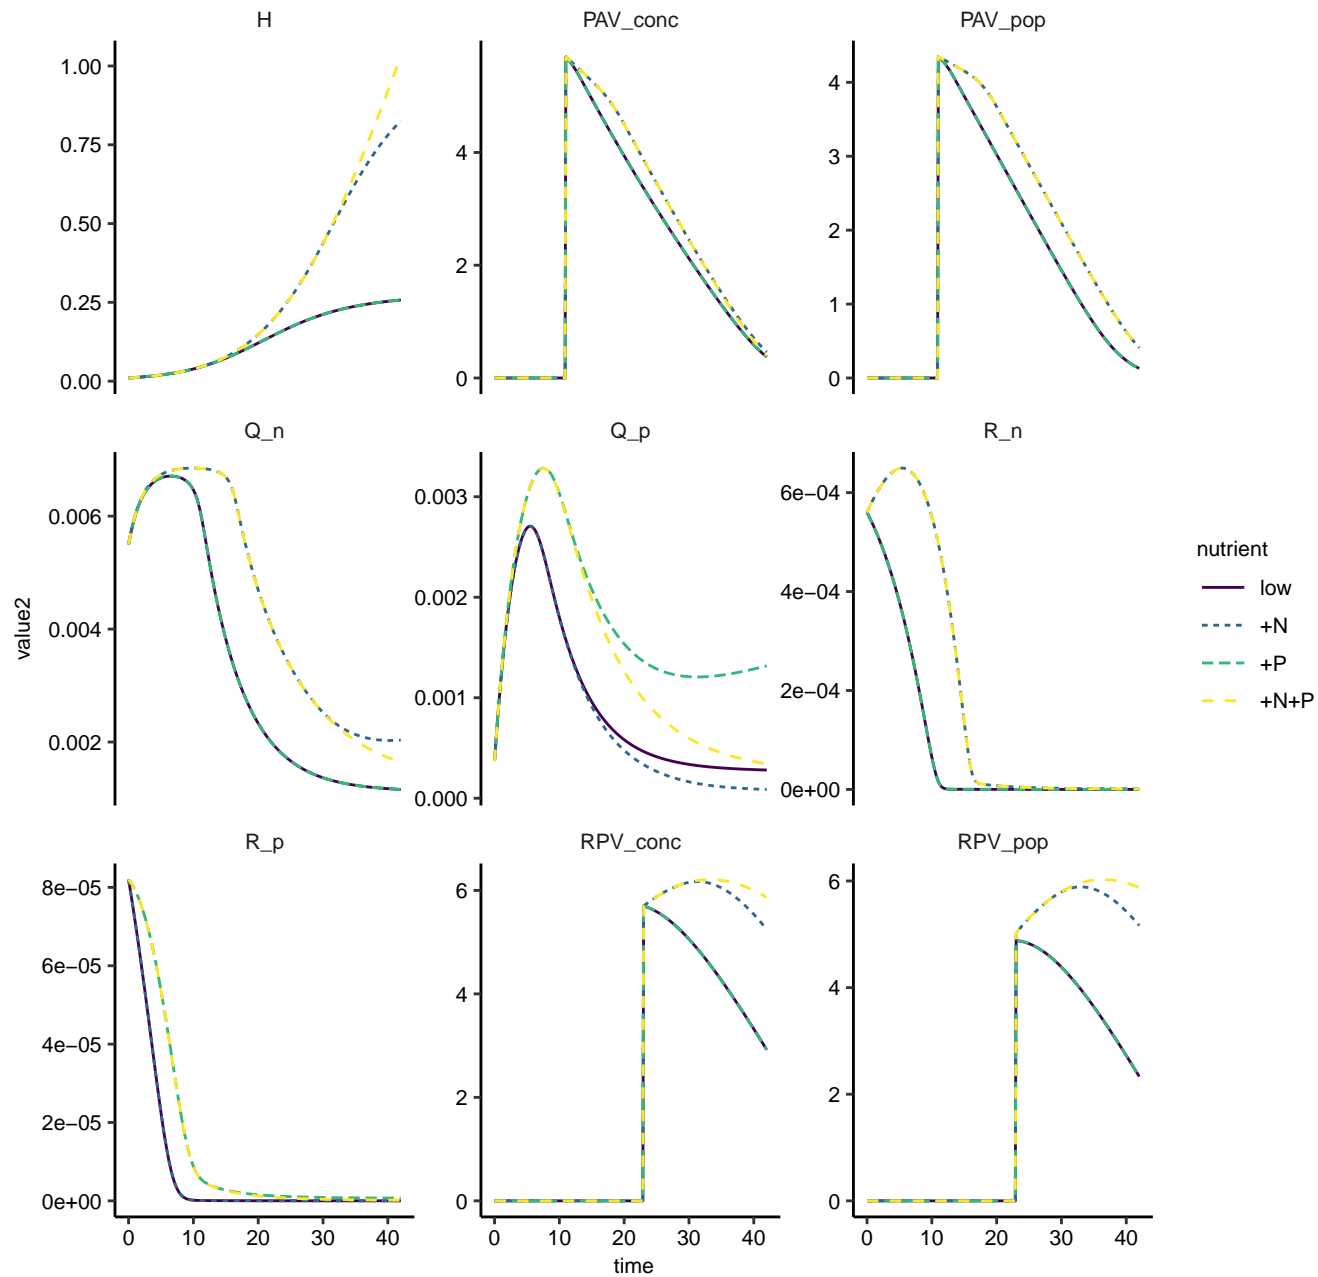 H
PAV_conc
PAV_pop
1.00
0.75
0.50
0.25
0.00
4
2
0
4
3
2
1
0
Q_n
Q_p
R_n
0.006
0.004
0.002
0.003
0.002
0.001
0.000
6e−04
4e−04
2e−04
0e+00
R_p
RPV_conc
RPV_pop
8e−05
6e−05
4e−05
2e−05
0e+00
6
4
2
0
6
4
2
0
0 10 20 30 40
0 10 20 30 40
0 10 20 30 40
time
value2
nutrient
low
+N
+P
+N+P